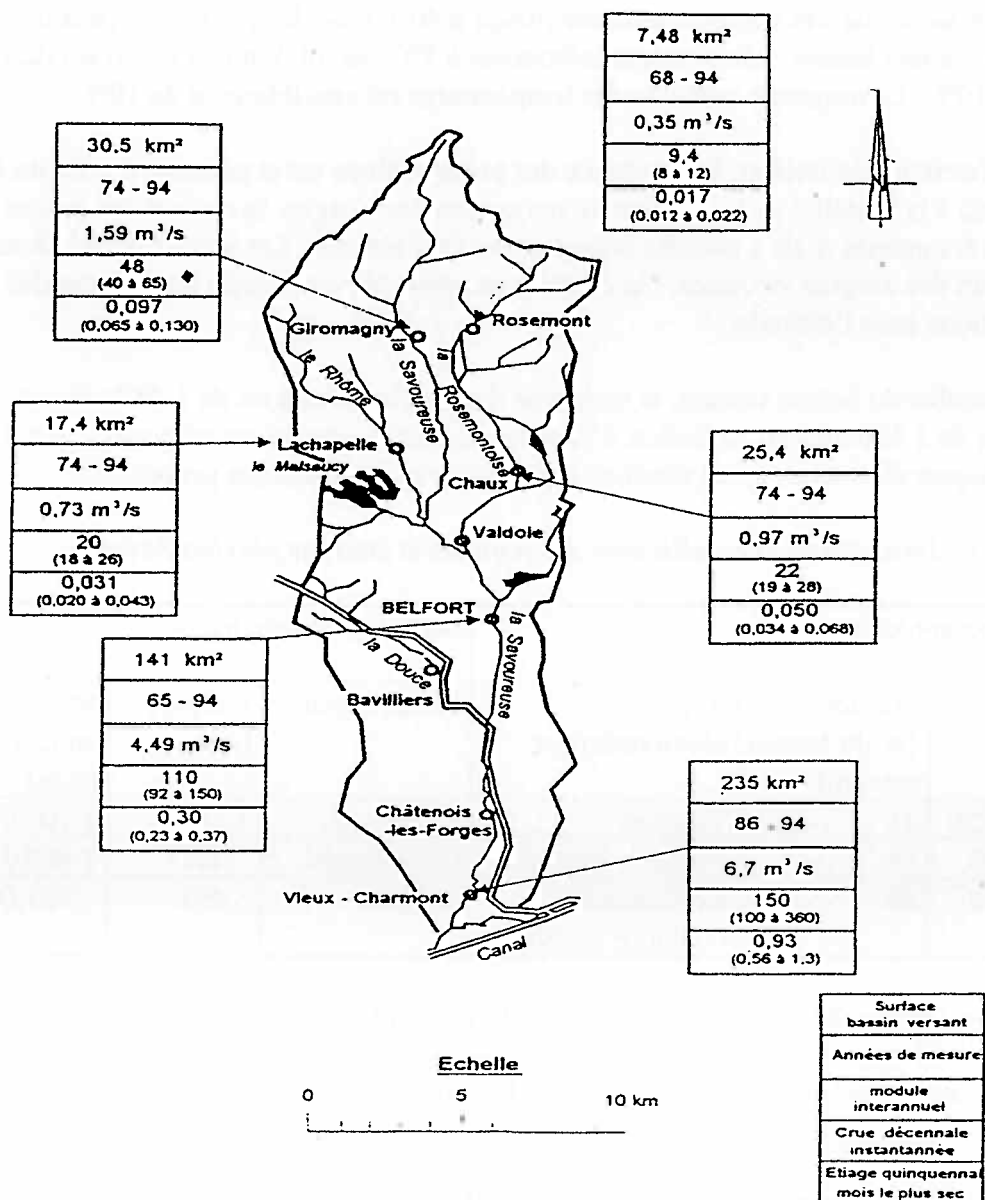 7,48 km²
68 - 94
0,35 m³/s
9,4
(8 à 12)
0,017
(0,012 à 0,022)
30,5 km²
74 - 94
1,59 m³/s
48
(40 à 65)
0,097
(0,065 à 0,130)
Giromagny
Rosemont
le Rhôme
la Savoureuse
la Rosemontoise
17,4 km²
74 - 94
0,73 m³/s
20
(18 à 26)
0,031
(0,020 à 0,043)
Lachapelle
le Malsaucy
Chaux
Valdoie
25,4 km²
74 - 94
0,97 m³/s
22
(19 à 28)
0,050
(0,034 à 0,068)
BELFORT
la Savoureuse
la Douce
Bavilliers
141 km²
65 - 94
4,49 m³/s
110
(92 à 150)
0,30
(0,23 à 0,37)
Châtenois
-les-Forges
Vieux - Charmont
Canal
235 km²
86 - 94
6,7 m³/s
150
(100 à 360)
0,93
(0,56 à 1,3)
Surface
bassin versant
Années de mesure
module
interannuel
Crue décennale
instantannée
Etiage quinquennal
mois le plus sec
Echelle
0 5 10 km